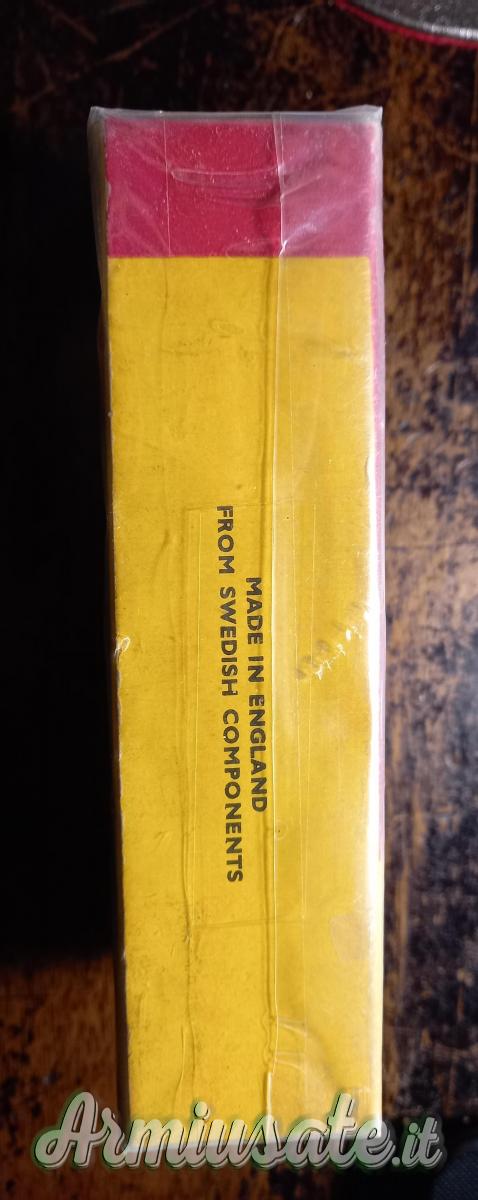 MADE IN ENGLAND
FROM SWEDISH COMPONENTS
Armiusate.it